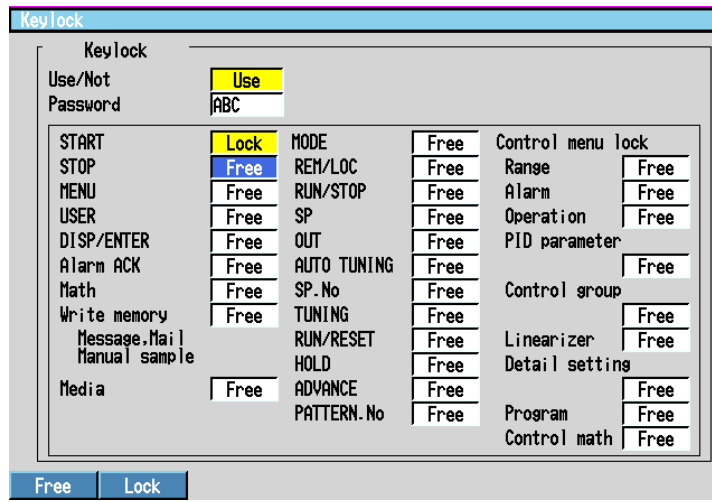 Keylock
Keylock
Use/Not Use
Password ABC
START Lock MODE Free Control menu lock
STOP Free REM/LOC Free Range Free
MENU Free RUN/STOP Free Alarm Free
USER Free SP Free Operation Free
DISP/ENTER Free OUT Free PID parameter
Alarm ACK Free AUTO TUNING Free Free
Math Free SP.No Free Control group
Write memory Free TUNING Free Free
Message,Mail RUN/RESET Free Linearizer Free
Manual sample HOLD Free Detail setting
Media Free ADVANCE Free Free
PATTERN.No Free Program Free
Control math Free
Free Lock